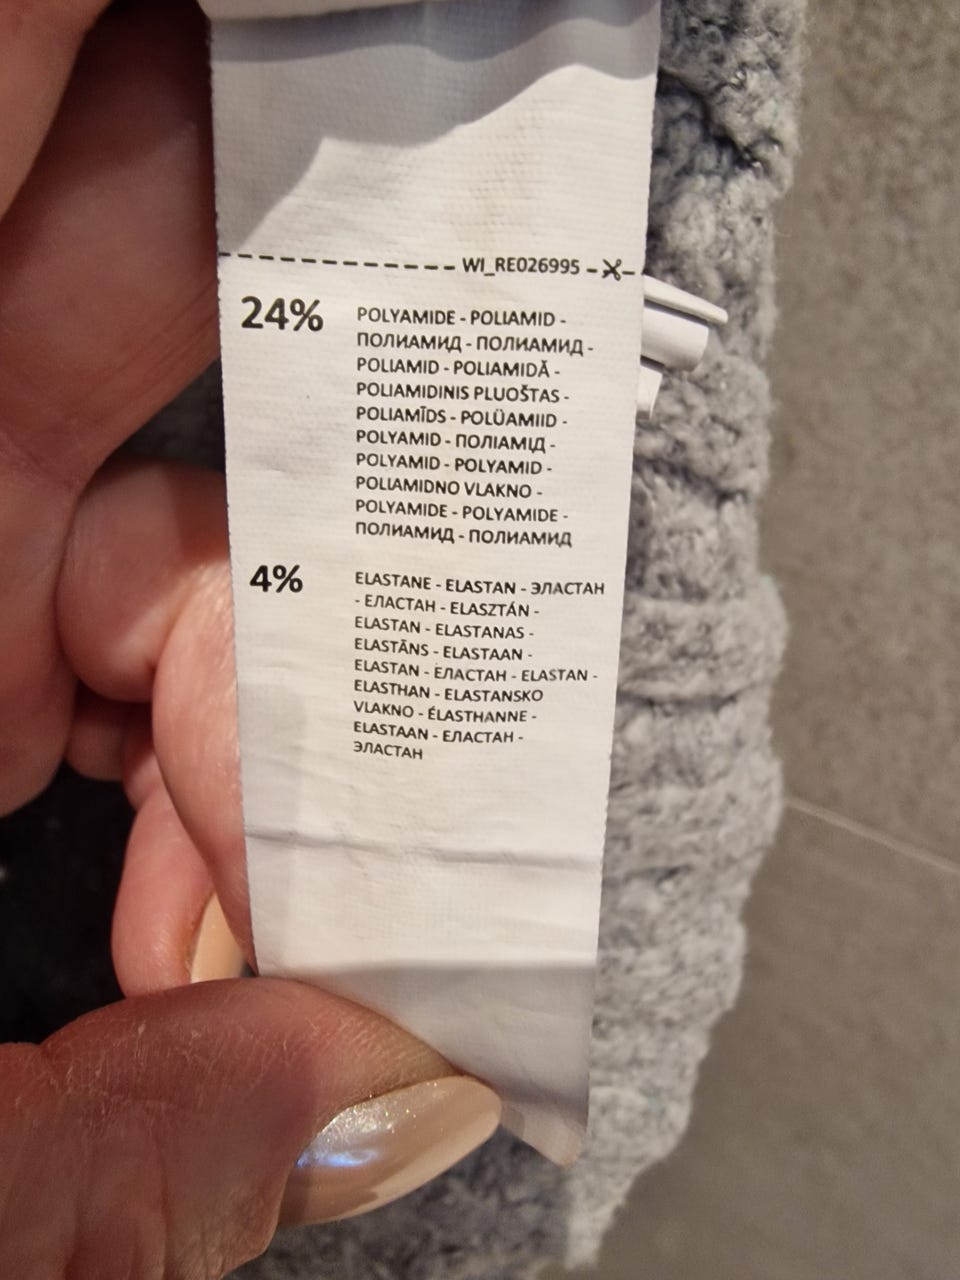 WI_RE026995
24% POLYAMIDE - POLIAMID -
ПОЛИАМИД - ПОЛИАМИД -
POLIAMID - POLIAMIDĂ -
POLIAMIDINIS PLUOŠTAS -
POLIAMĪDS - POLÜAMIID -
POLYAMID - ПОЛІАМІД -
POLYAMID - POLYAMID -
POLIAMIDNO VLAKNO -
POLYAMIDE - POLYAMIDE -
ПОЛИАМИД - ПОЛИАМИД
4% ELASTANE - ELASTAN - ЭЛАСТАН
- ЕЛАСТАН - ELASZTÁN -
ELASTAN - ELASTANAS -
ELASTĀNS - ELASTAAN -
ELASTAN - ЕЛАСТАН - ELASTAN -
ELASTHAN - ELASTANSKO
VLAKNO - ÉLASTHANNE -
ELASTAAN - ЕЛАСТАН -
ЭЛАСТАН